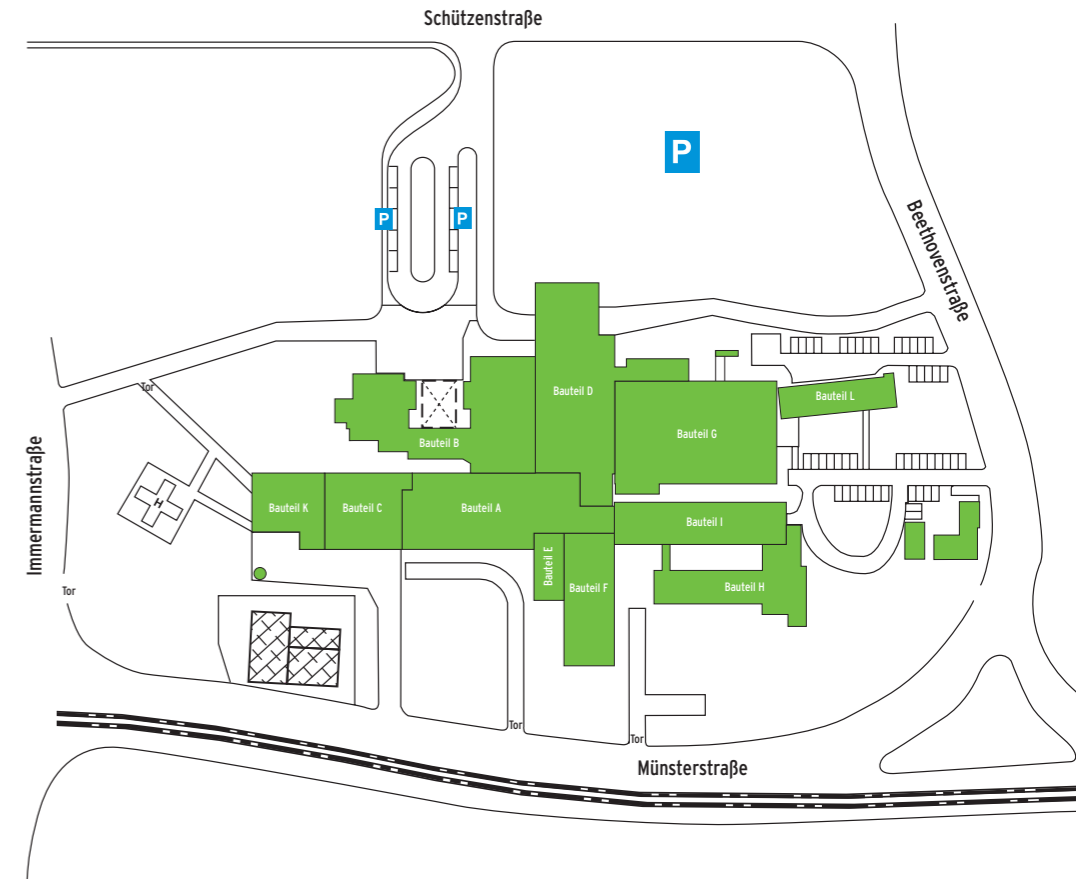 Schützenstraße
P
P
P
Beethovenstraße
Tor
Bauteil D
Bauteil L
Bauteil B
Bauteil G
Immermannstraße
H
Bauteil K
Bauteil C
Bauteil A
Bauteil I
Bauteil E
Bauteil F
Bauteil H
Tor
Tor
Tor
Münsterstraße